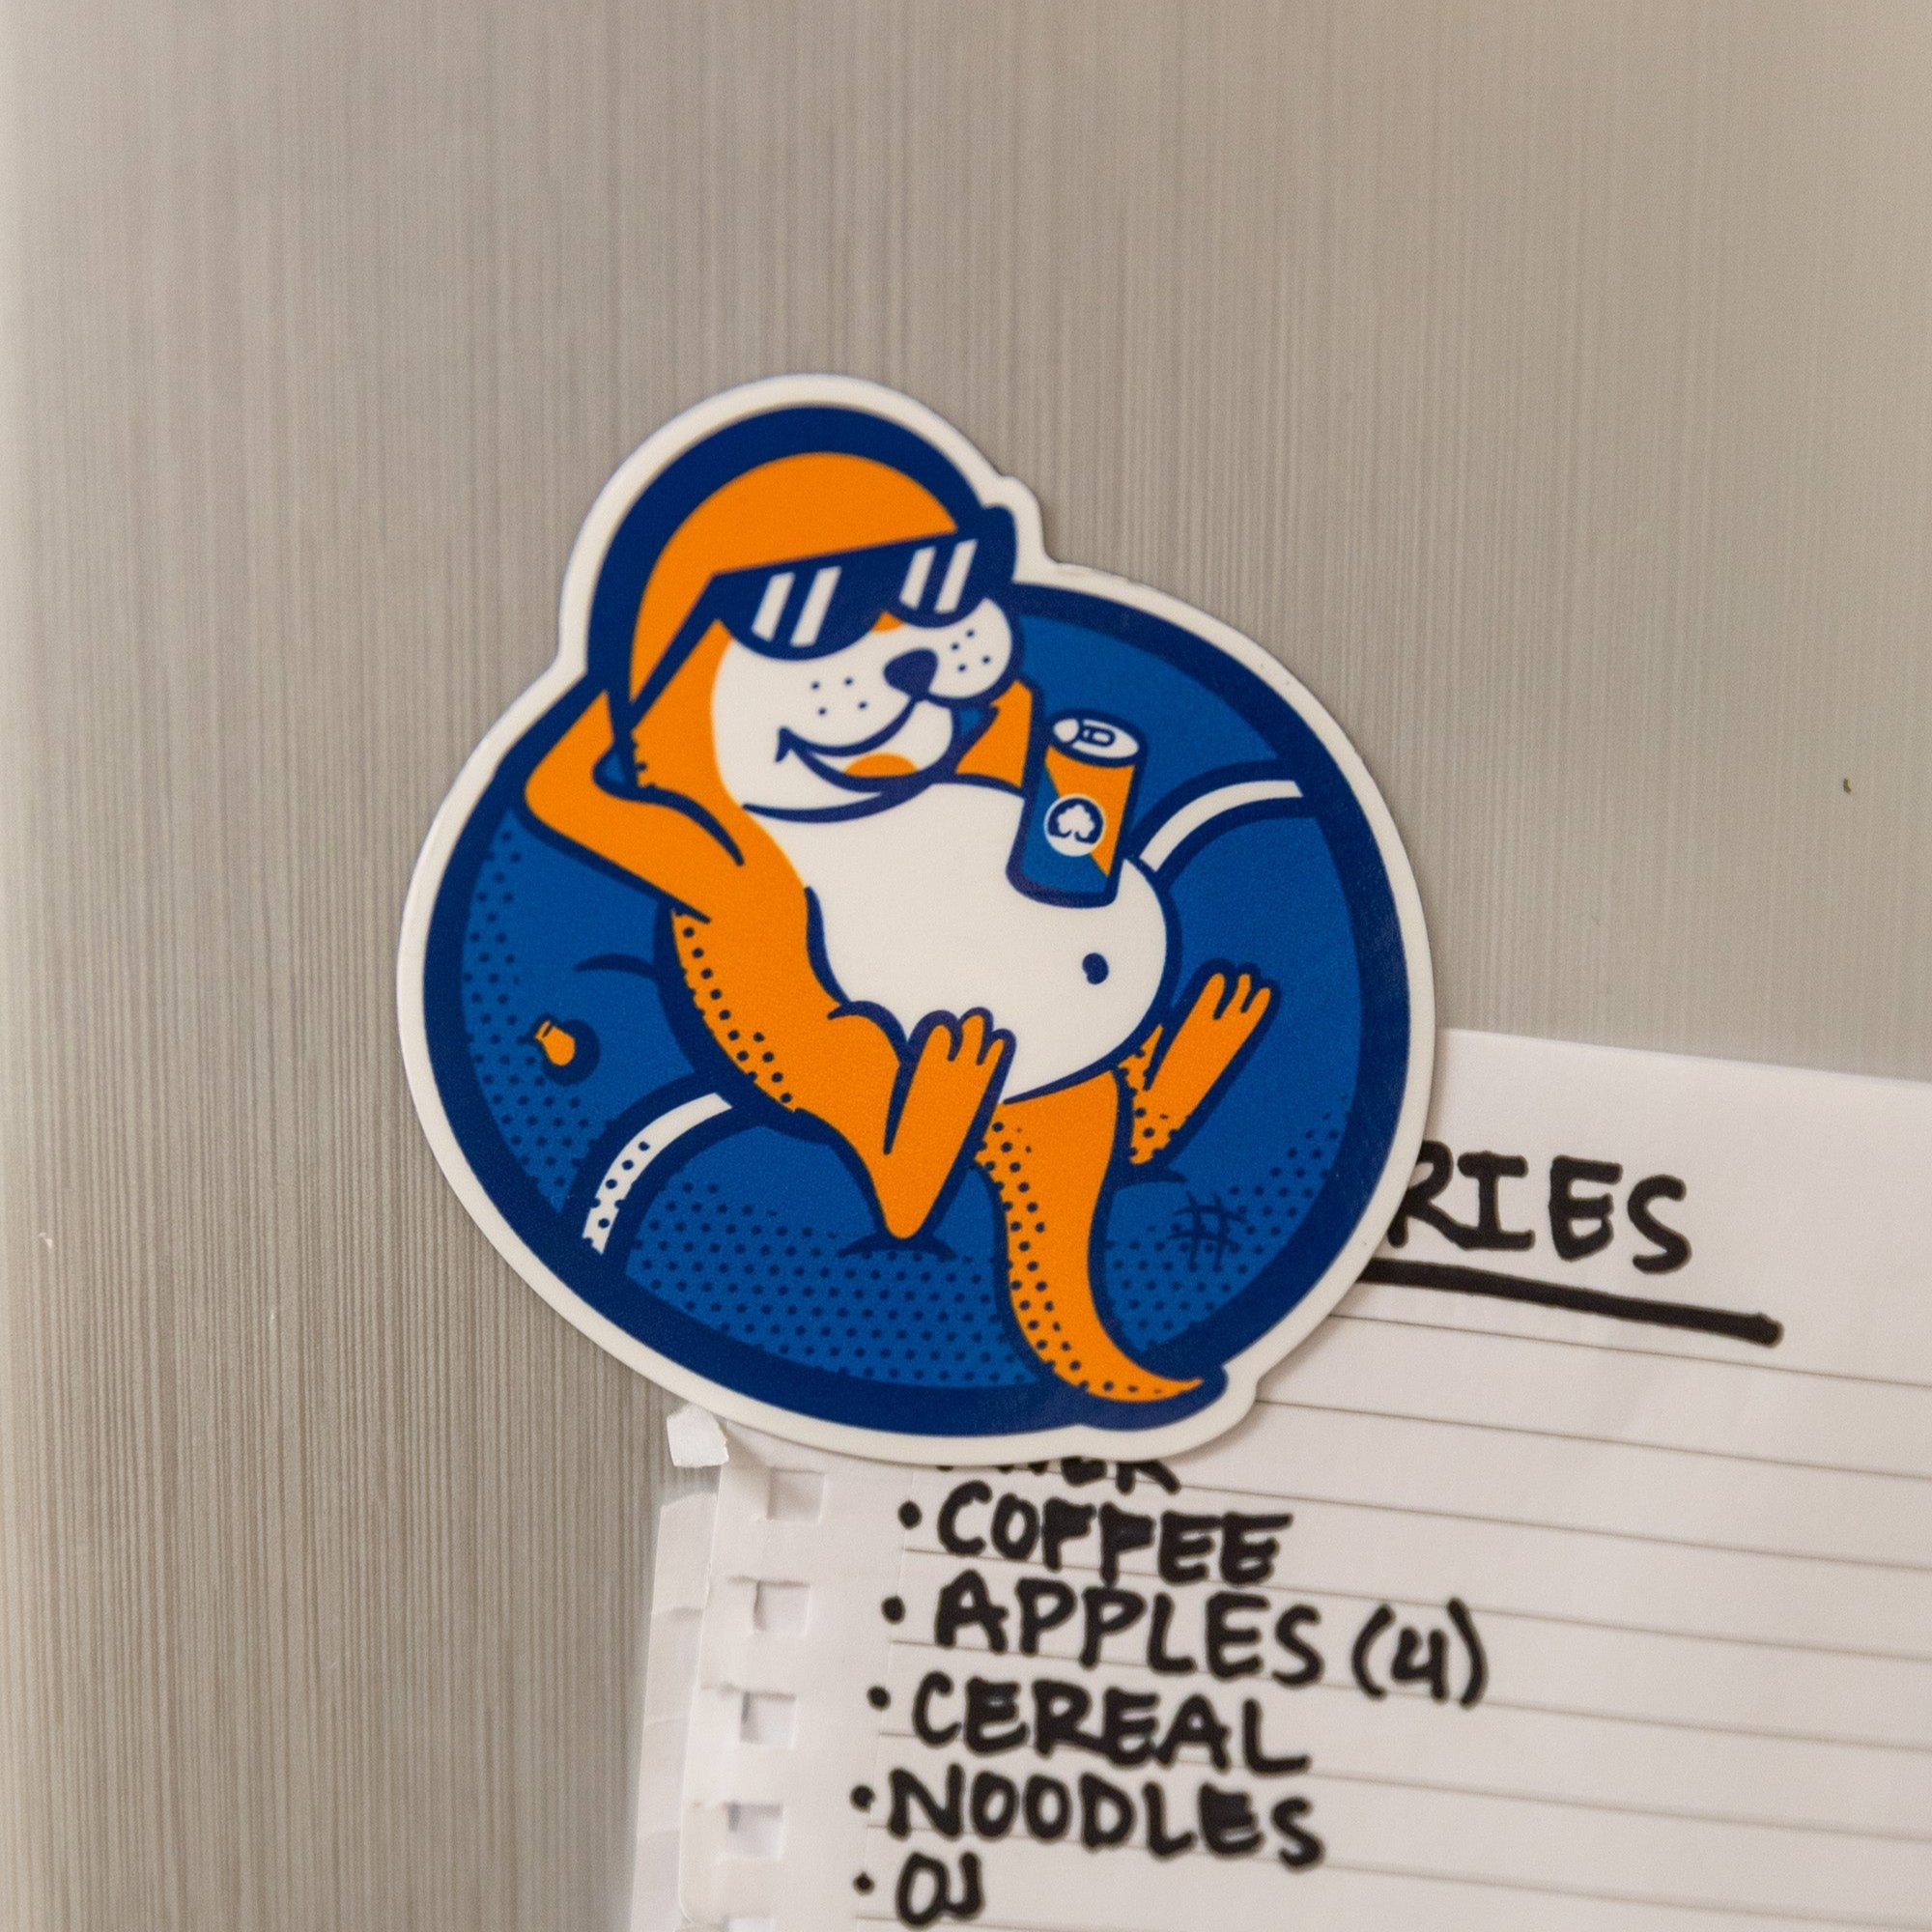 RIES
• COFFEE
• APPLES (4)
• CEREAL
• NOODLES
• OJ